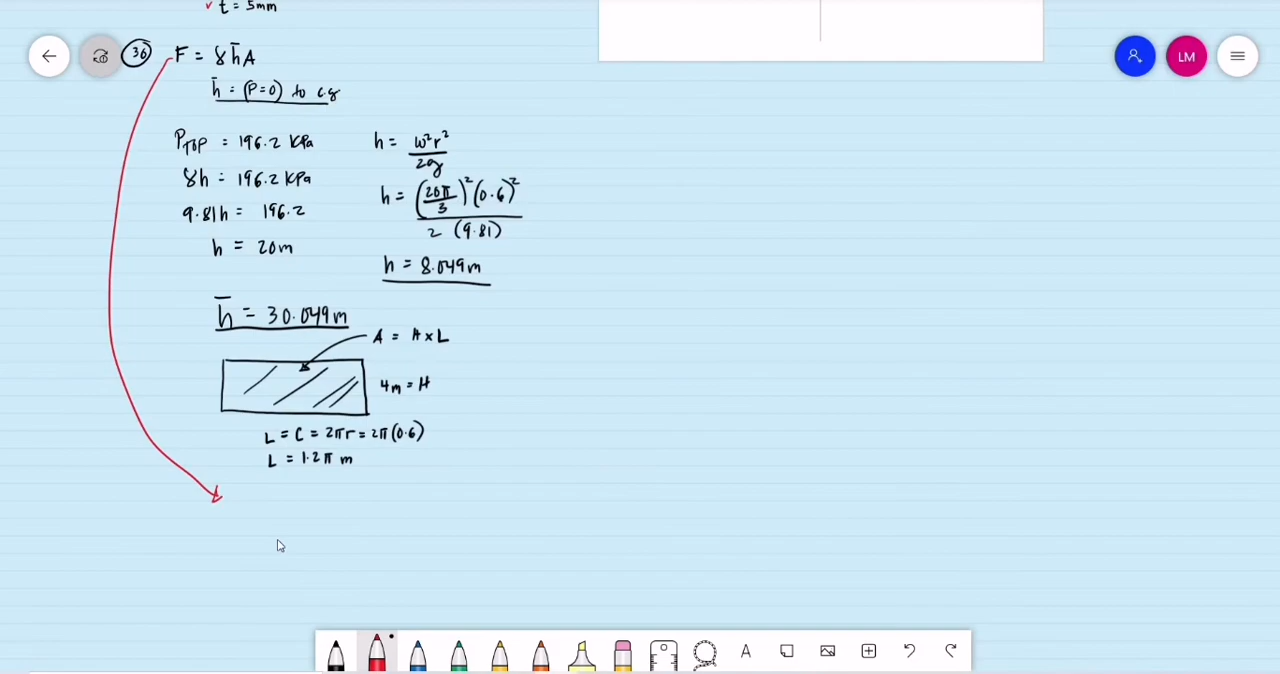 ✓ t = 5mm
36 F = γh̄A
h̄ = (P=0) to c.g
P_TOP = 196.2 KPa
γh = 196.2 KPa
9.81h = 196.2
h = 20m
h = ω²r² / 2g
h = (20π/3)² (0.6)² / 2 (9.81)
h = 8.049m
h̄ = 30.049m
A = H x L
4m = H
L = C = 2πr = 2π(0.6)
L = 1.2π m
LM
A